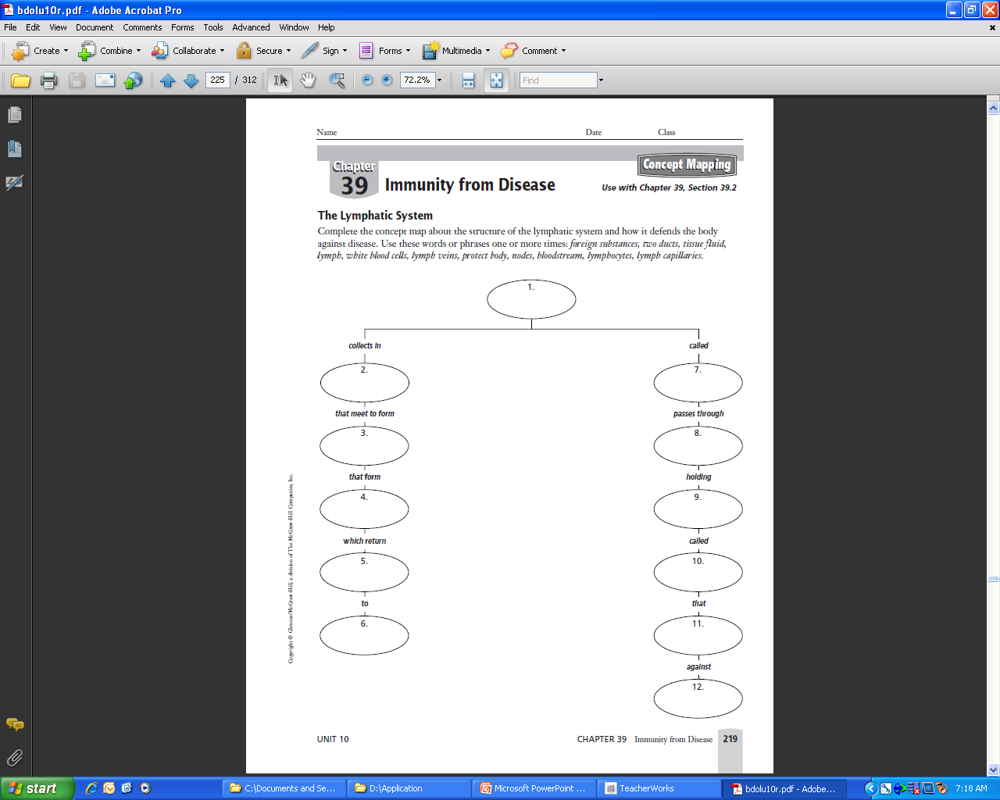 bdolu10r.pdf - Adobe Acrobat Pro
File Edit View Document Comments Forms Tools Advanced Window Help
Create Combine Collaborate Secure Sign Forms Multimedia Comment
225 / 312 72.2% Find
Name Date Class
Chapter
39
Immunity from Disease
Concept Mapping
Use with Chapter 39, Section 39.2
The Lymphatic System
Complete the concept map about the structure of the lymphatic system and how it defends the body
against disease. Use these words or phrases one or more times: foreign substances, two ducts, tissue fluid,
lymph, white blood cells, lymph veins, protect body, nodes, bloodstream, lymphocytes, lymph capillaries.
1.
collects in called
2. 7.
that meet to form passes through
3. 8.
that form holding
4. 9.
which return called
5. 10.
to that
6. 11.
against
12.
Copyright © Glencoe/McGraw-Hill, a division of The McGraw-Hill Companies, Inc.
UNIT 10 CHAPTER 39 Immunity from Disease 219
start C:\Documents and Se... D:\Application Microsoft PowerPoint ... TeacherWorks bdolu10r.pdf - Adobe... 7:18 AM